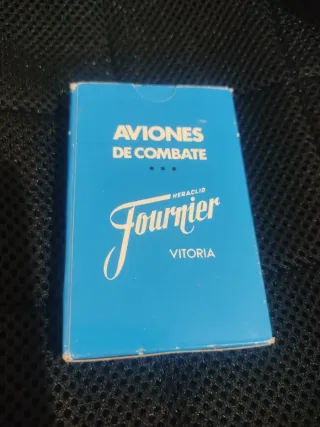 AVIONES
DE COMBATE
***
HERACLIO
Fournier
VITORIA